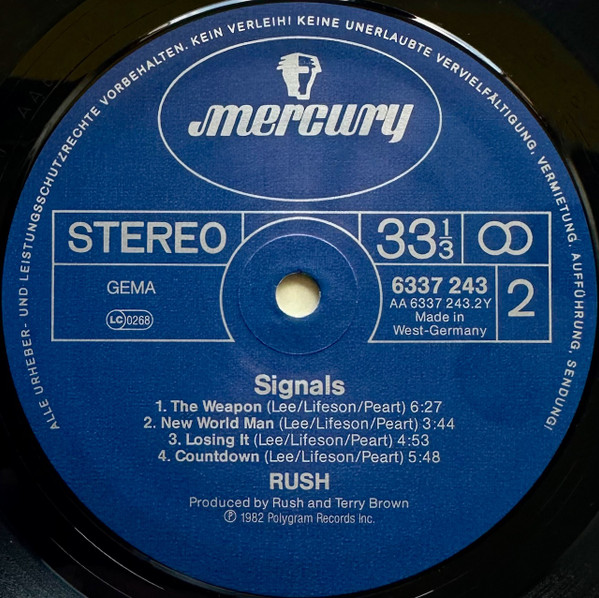 ALLE URHEBER- UND LEISTUNGSSCHUTZRECHTE VORBEHALTEN. KEIN VERLEIH! KEINE UNERLAUBTE VERVIELFÄLTIGUNG, VERMIETUNG, AUFFÜHRUNG, SENDUNG!
mercury
STEREO
33 1/3
GEMA
LC 0268
6337 243
AA 6337 243.2Y
Made in
West-Germany
2
Signals
1. The Weapon (Lee/Lifeson/Peart) 6:27
2. New World Man (Lee/Lifeson/Peart) 3:44
3. Losing It (Lee/Lifeson/Peart) 4:53
4. Countdown (Lee/Lifeson/Peart) 5:48
RUSH
Produced by Rush and Terry Brown
℗ 1982 Polygram Records Inc.